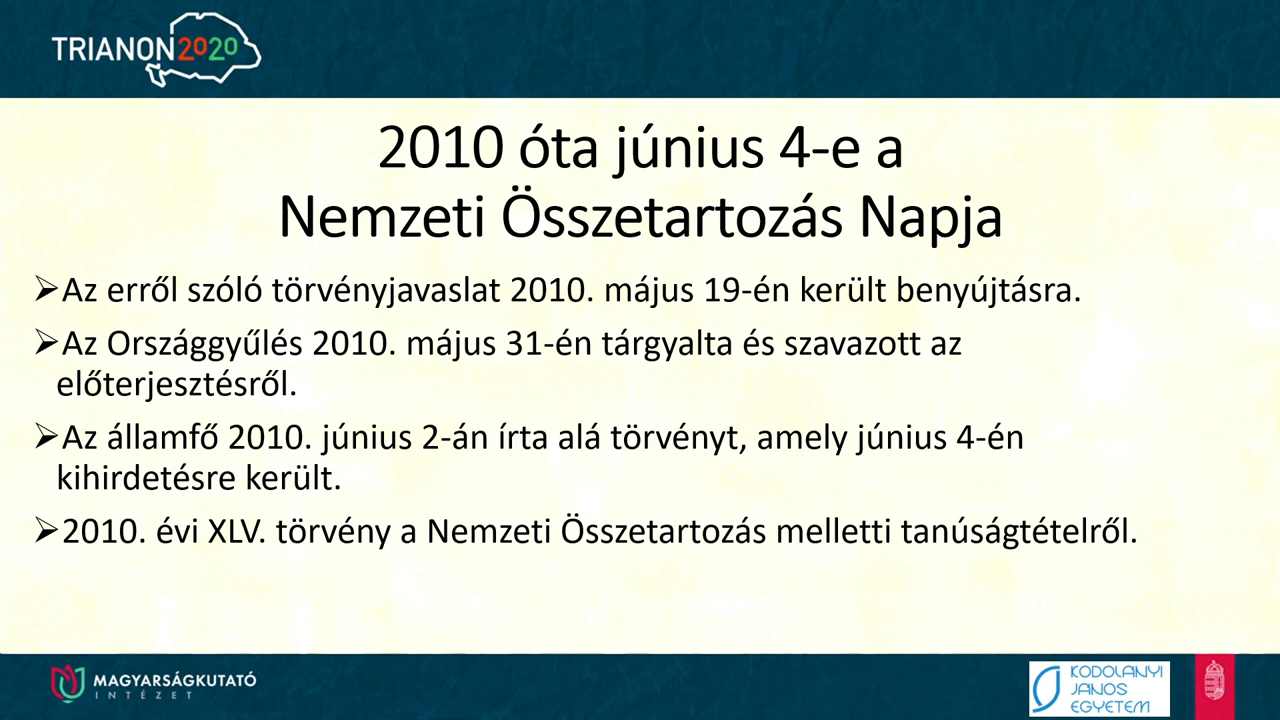 TRIANON2020
2010 óta június 4-e a
Nemzeti Összetartozás Napja
➢Az erről szóló törvényjavaslat 2010. május 19-én került benyújtásra.
➢Az Országgyűlés 2010. május 31-én tárgyalta és szavazott az
előterjesztésről.
➢Az államfő 2010. június 2-án írta alá törvényt, amely június 4-én
kihirdetésre került.
➢2010. évi XLV. törvény a Nemzeti Összetartozás melletti tanúságtételről.
MAGYARSÁGKUTATÓ
INTÉZET
KODOLÁNYI
JÁNOS
EGYETEM